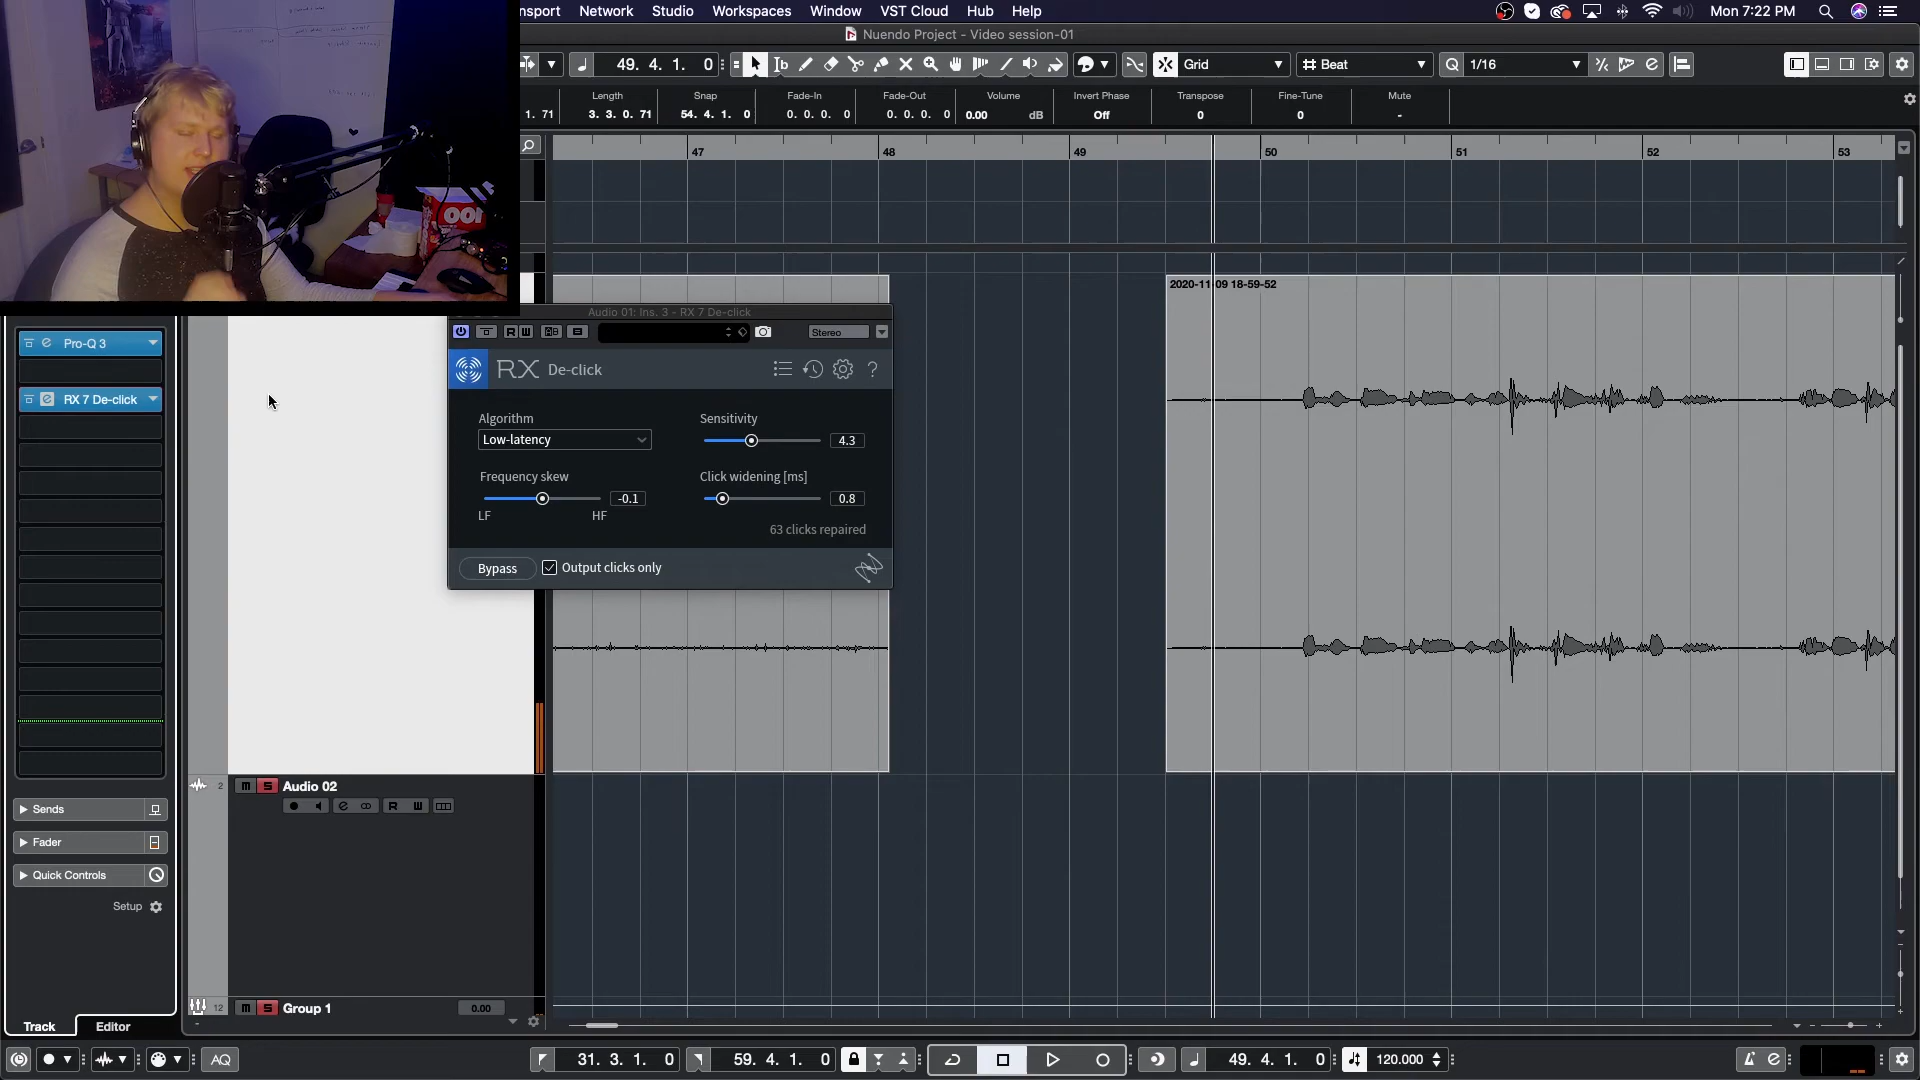 nsport Network Studio Workspaces Window VST Cloud Hub Help Mon 7:22 PM
Nuendo Project - Video session-01
49. 4. 1. 0 Grid # Beat Q 1/16
Length Snap Fade-In Fade-Out Volume Invert Phase Transpose Fine-Tune Mute
1. 71 3. 3. 0. 71 54. 4. 1. 0 0. 0. 0. 0 0. 0. 0. 0 0.00 dB Off 0 0 -
47 48 49 50 51 52 53
2020-11-09 18-59-52
Audio 01: Ins. 3 - RX 7 De-click
R W Stereo
Pro-Q 3
RX 7 De-click
RX De-click ?
Algorithm Sensitivity
Low-latency 4.3
Frequency skew Click widening [ms]
-0.1 0.8
LF HF
63 clicks repaired
Bypass Output clicks only
2 m S Audio 02
e R W
Sends
Fader
Quick Controls
Setup
12 m S Group 1 0.00
Track Editor
AQ 31. 3. 1. 0 59. 4. 1. 0 49. 4. 1. 0 120.000